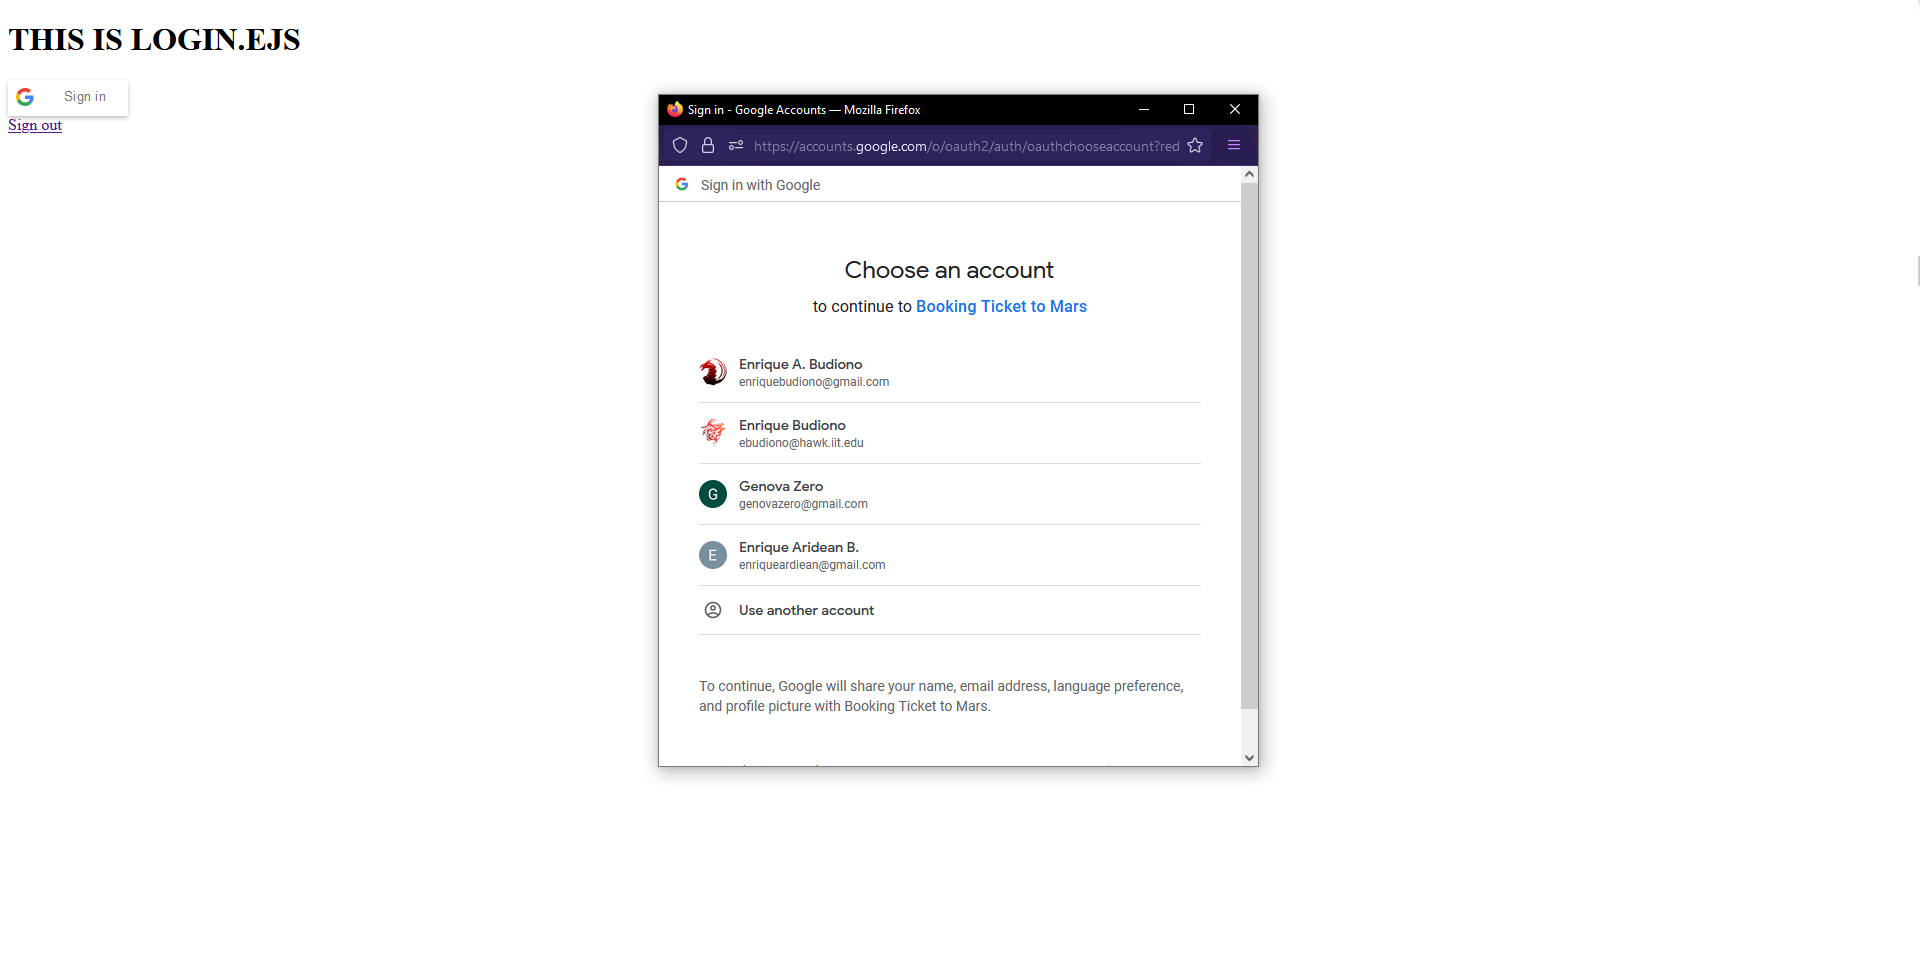 THIS IS LOGIN.EJS
Sign in
Sign out
Sign in - Google Accounts — Mozilla Firefox
https://accounts.google.com/o/oauth2/auth/oauthchooseaccount?red
Sign in with Google
Choose an account
to continue to Booking Ticket to Mars
Enrique A. Budiono
enriquebudiono@gmail.com
Enrique Budiono
ebudiono@hawk.iit.edu
G
Genova Zero
genovazero@gmail.com
E
Enrique Aridean B.
enriqueardiean@gmail.com
Use another account
To continue, Google will share your name, email address, language preference,
and profile picture with Booking Ticket to Mars.